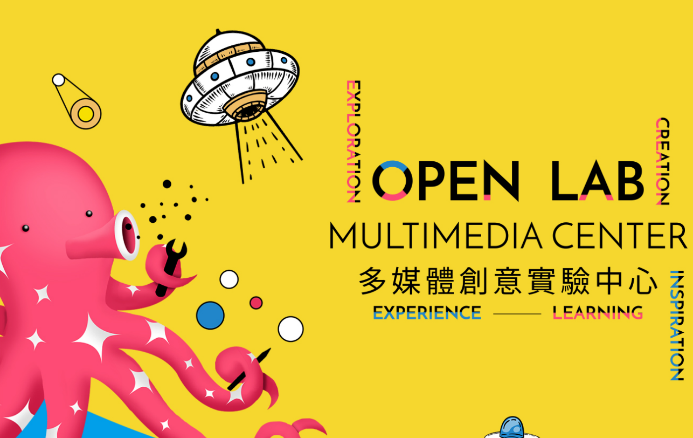 EXPLORATION
OPEN LAB
CREATION
MULTIMEDIA CENTER
多媒體創意實驗中心
EXPERIENCE
LEARNING
INSPIRATION